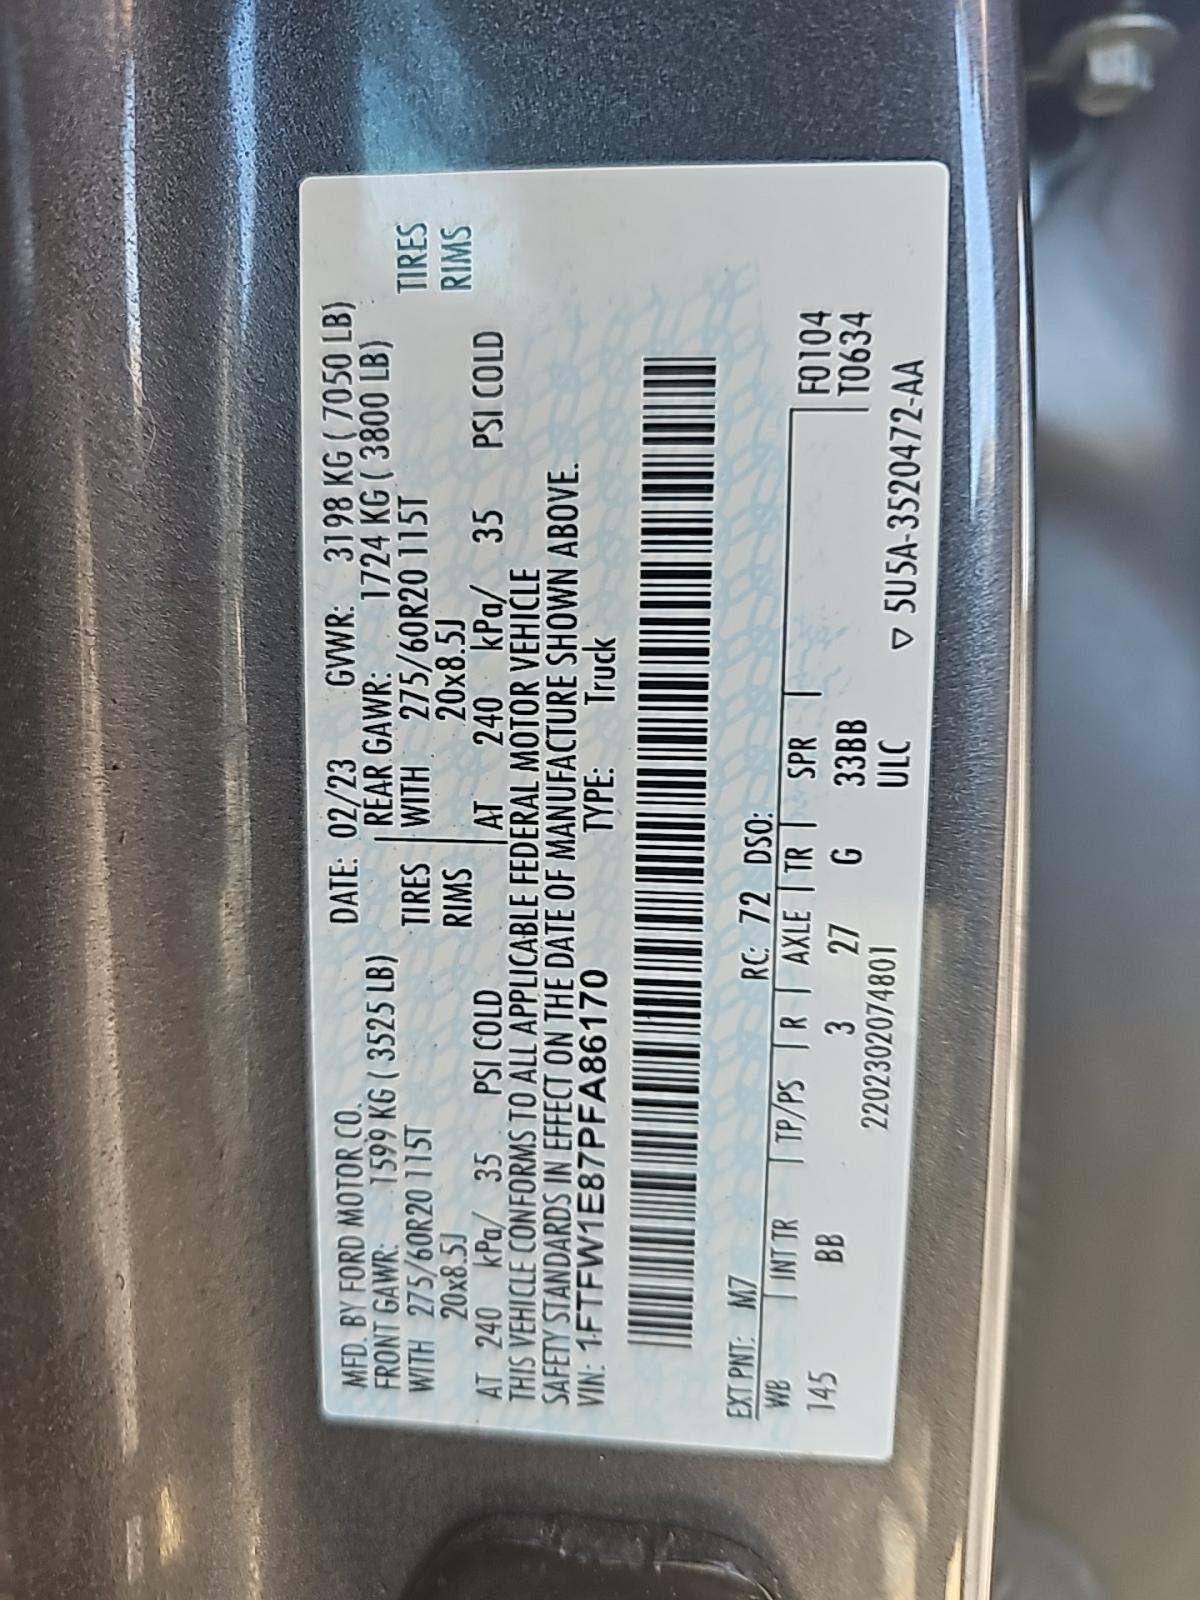 MFD. BY FORD MOTOR CO. DATE: 02/23 GVWR: 3198 KG ( 7050 LB)
FRONT GAWR: 1599 KG ( 3525 LB) REAR GAWR: 1724 KG ( 3800 LB)
WITH 275/60R20 115T TIRES WITH 275/60R20 115T TIRES
20x8.5J RIMS 20x8.5J RIMS
AT 240 kPa/ 35 PSI COLD AT 240 kPa/ 35 PSI COLD
THIS VEHICLE CONFORMS TO ALL APPLICABLE FEDERAL MOTOR VEHICLE
SAFETY STANDARDS IN EFFECT ON THE DATE OF MANUFACTURE SHOWN ABOVE.
VIN: 1FTFW1E87PFA86170 TYPE: Truck
EXT PNT: M7 RC: 72 DSO:
WB INT TR TP/PS R AXLE TR SPR F0104
145 BB 3 27 G 33BB T0634
2202302074801 ULC ▽ 5U5A-3520472-AA